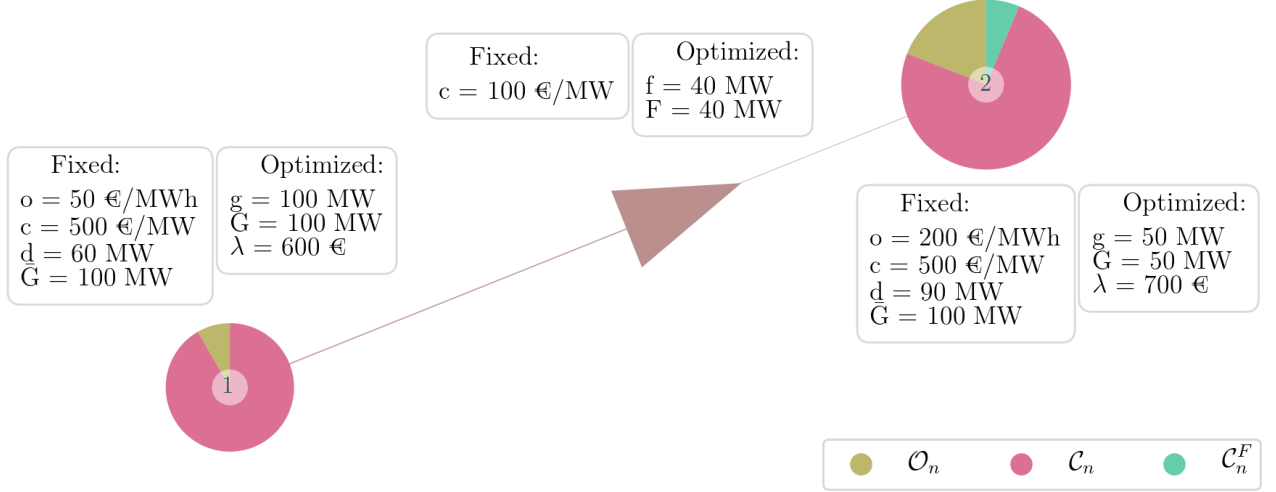 Fixed:
c = 100 €/MW
Optimized:
f = 40 MW
F = 40 MW
2
Fixed:
o = 50 €/MWh
c = 500 €/MW
d = 60 MW
Ḡ = 100 MW
Optimized:
g = 100 MW
G = 100 MW
λ = 600 €
Fixed:
o = 200 €/MWh
c = 500 €/MW
d = 90 MW
Ḡ = 100 MW
Optimized:
g = 50 MW
G = 50 MW
λ = 700 €
1
𝒪ₙ 𝒞ₙ 𝒞ₙᶠ